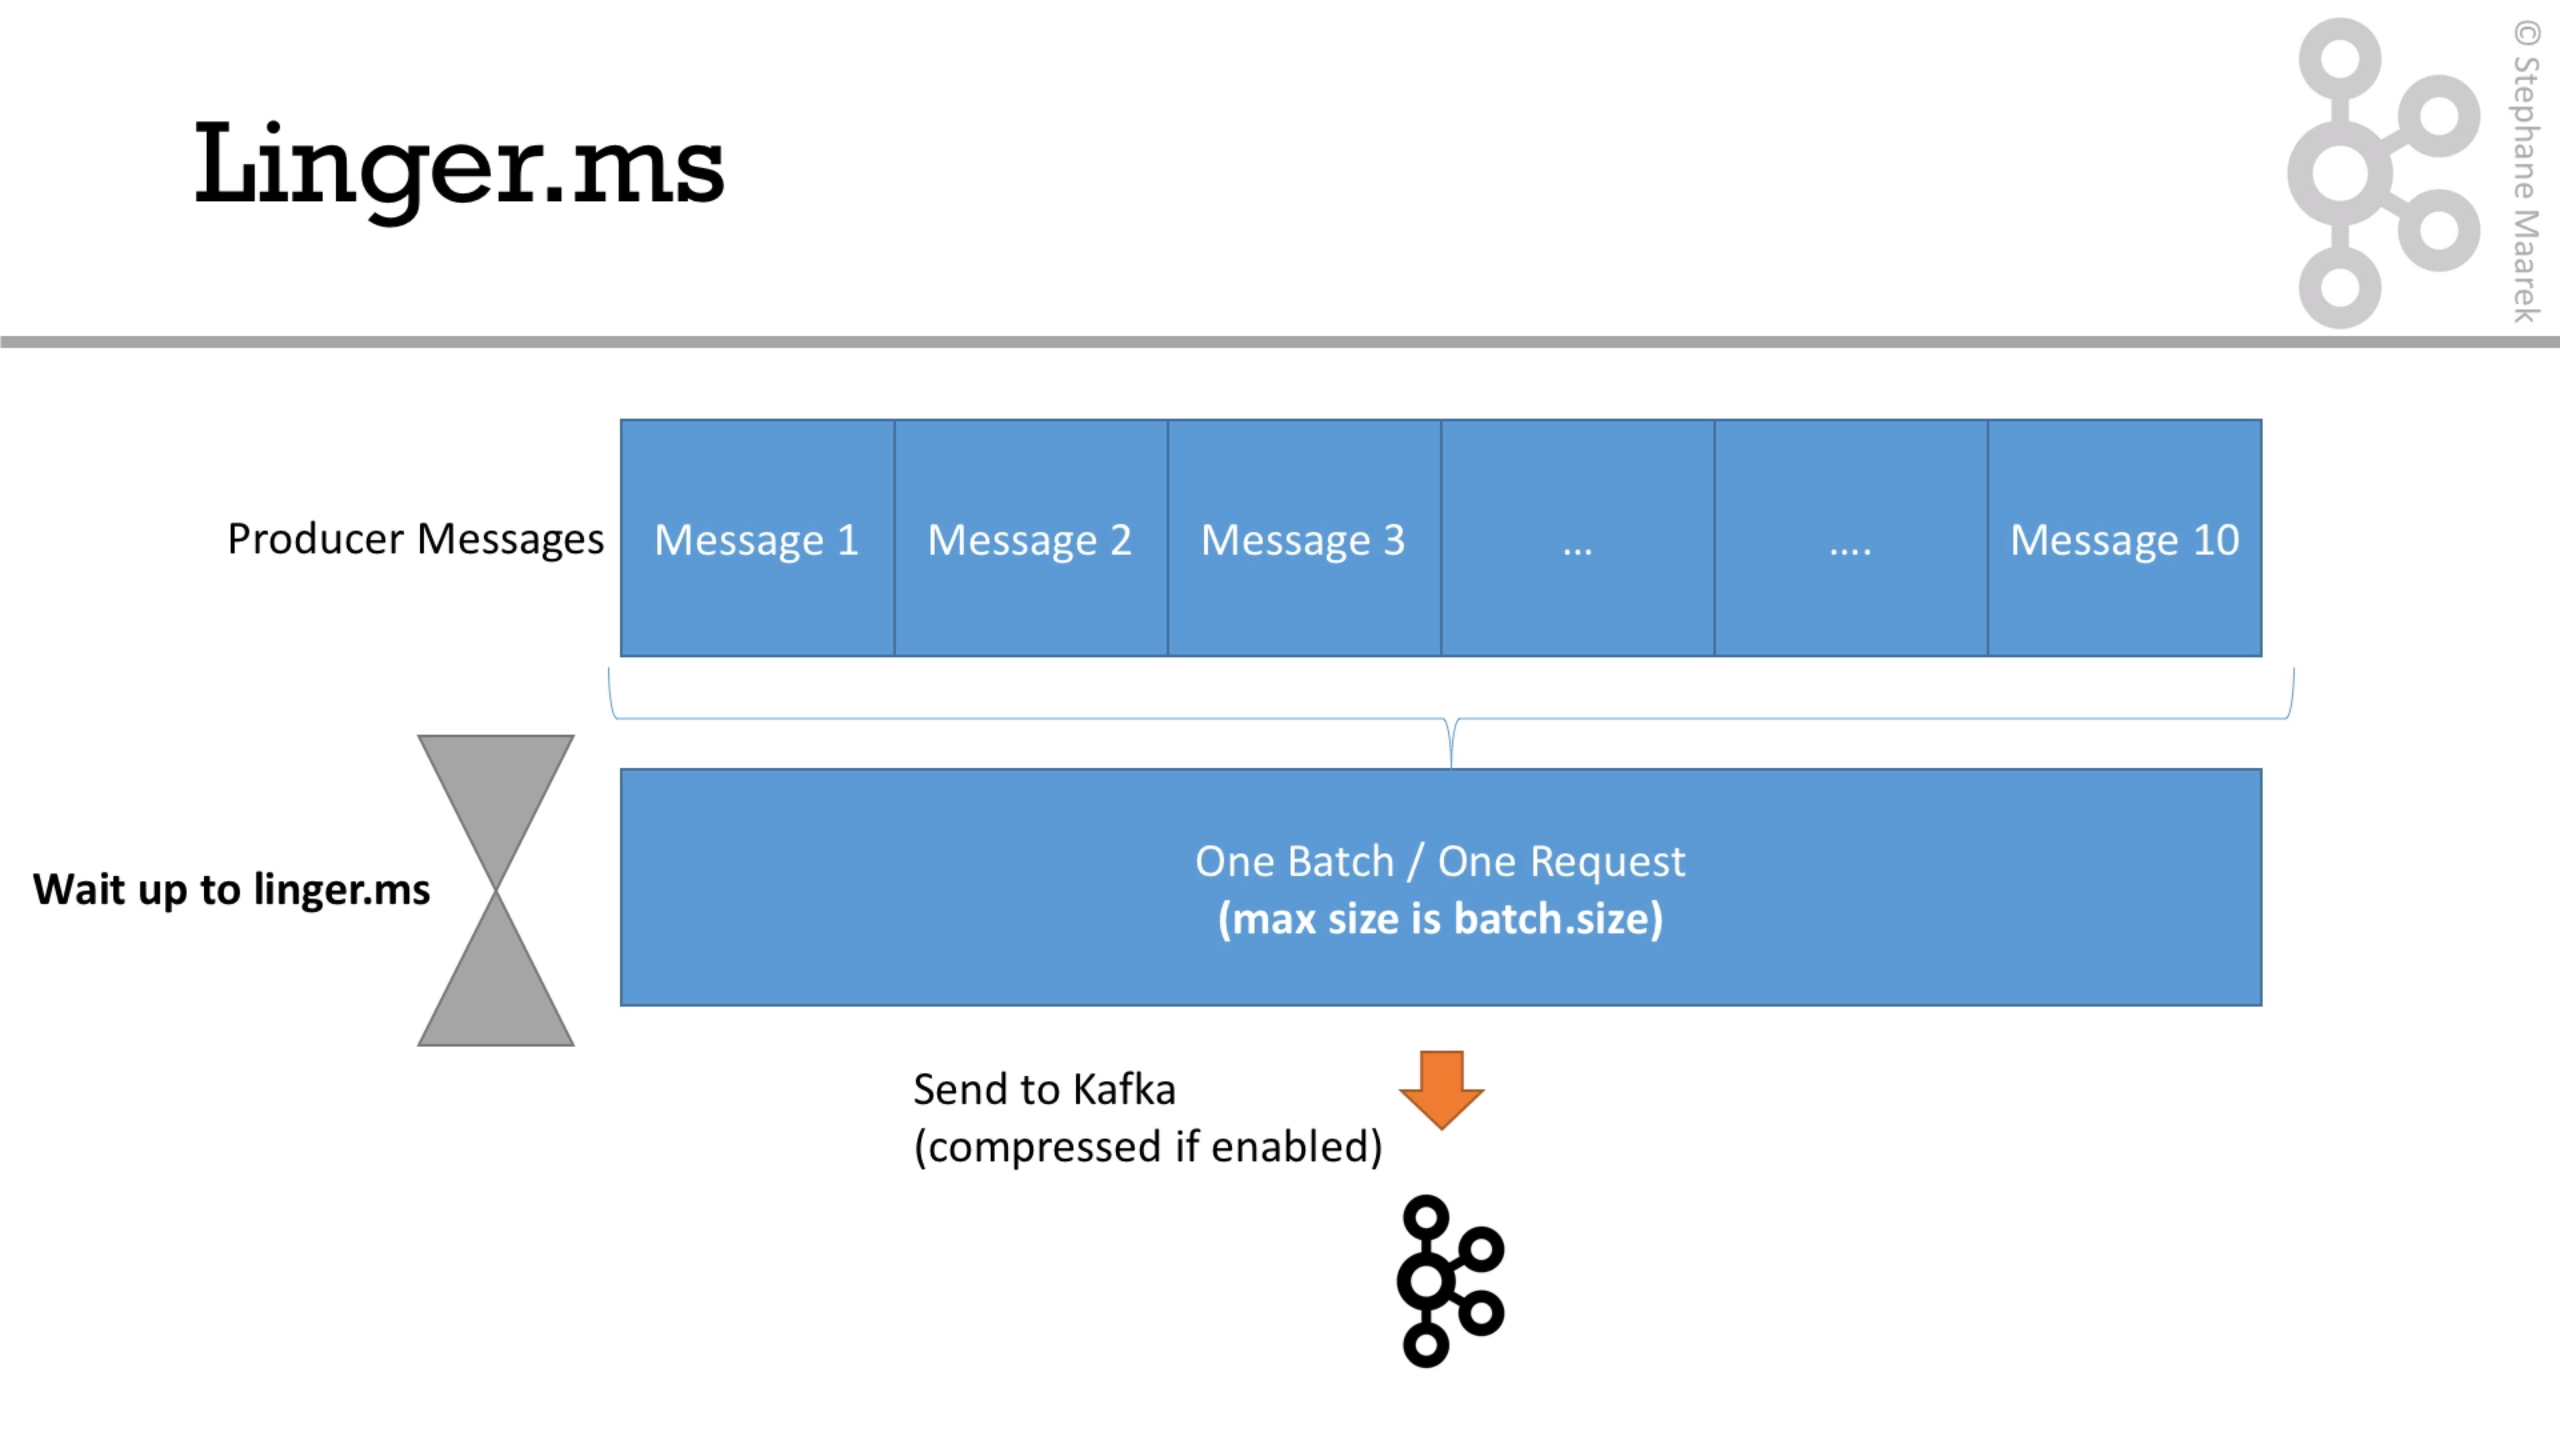 Linger.ms
© Stephane Maarek
Producer Messages
Message 1
Message 2
Message 3
...
....
Message 10
Wait up to linger.ms
One Batch / One Request
(max size is batch.size)
Send to Kafka
(compressed if enabled)